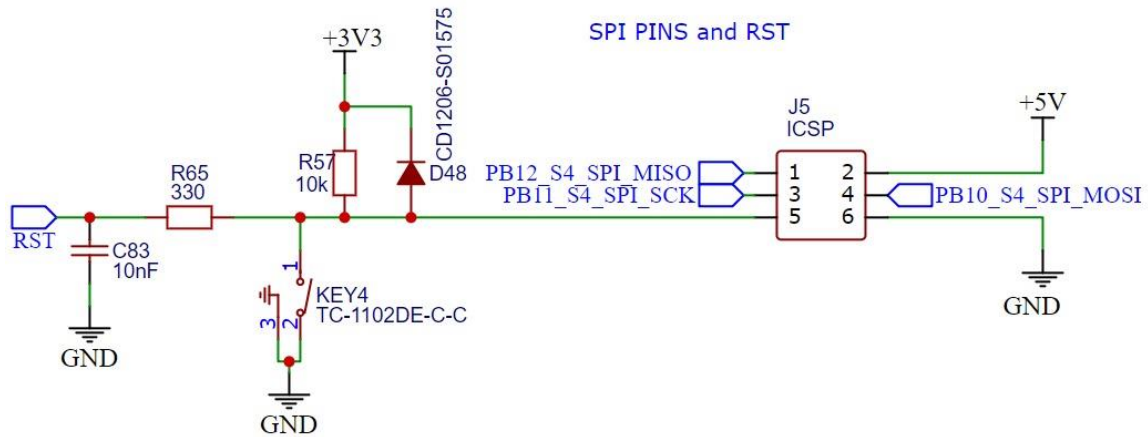 SPI PINS and RST
+3V3
CD1206-S01575
+5V
J5
ICSP
R65
330
R57
10k
D48
PB12_S4_SPI_MISO
1
2
PB11_S4_SPI_SCK
3
4
PB10_S4_SPI_MOSI
5
6
RST
C83
10nF
1
KEY4
TC-1102DE-C-C
3
2
GND
GND
GND